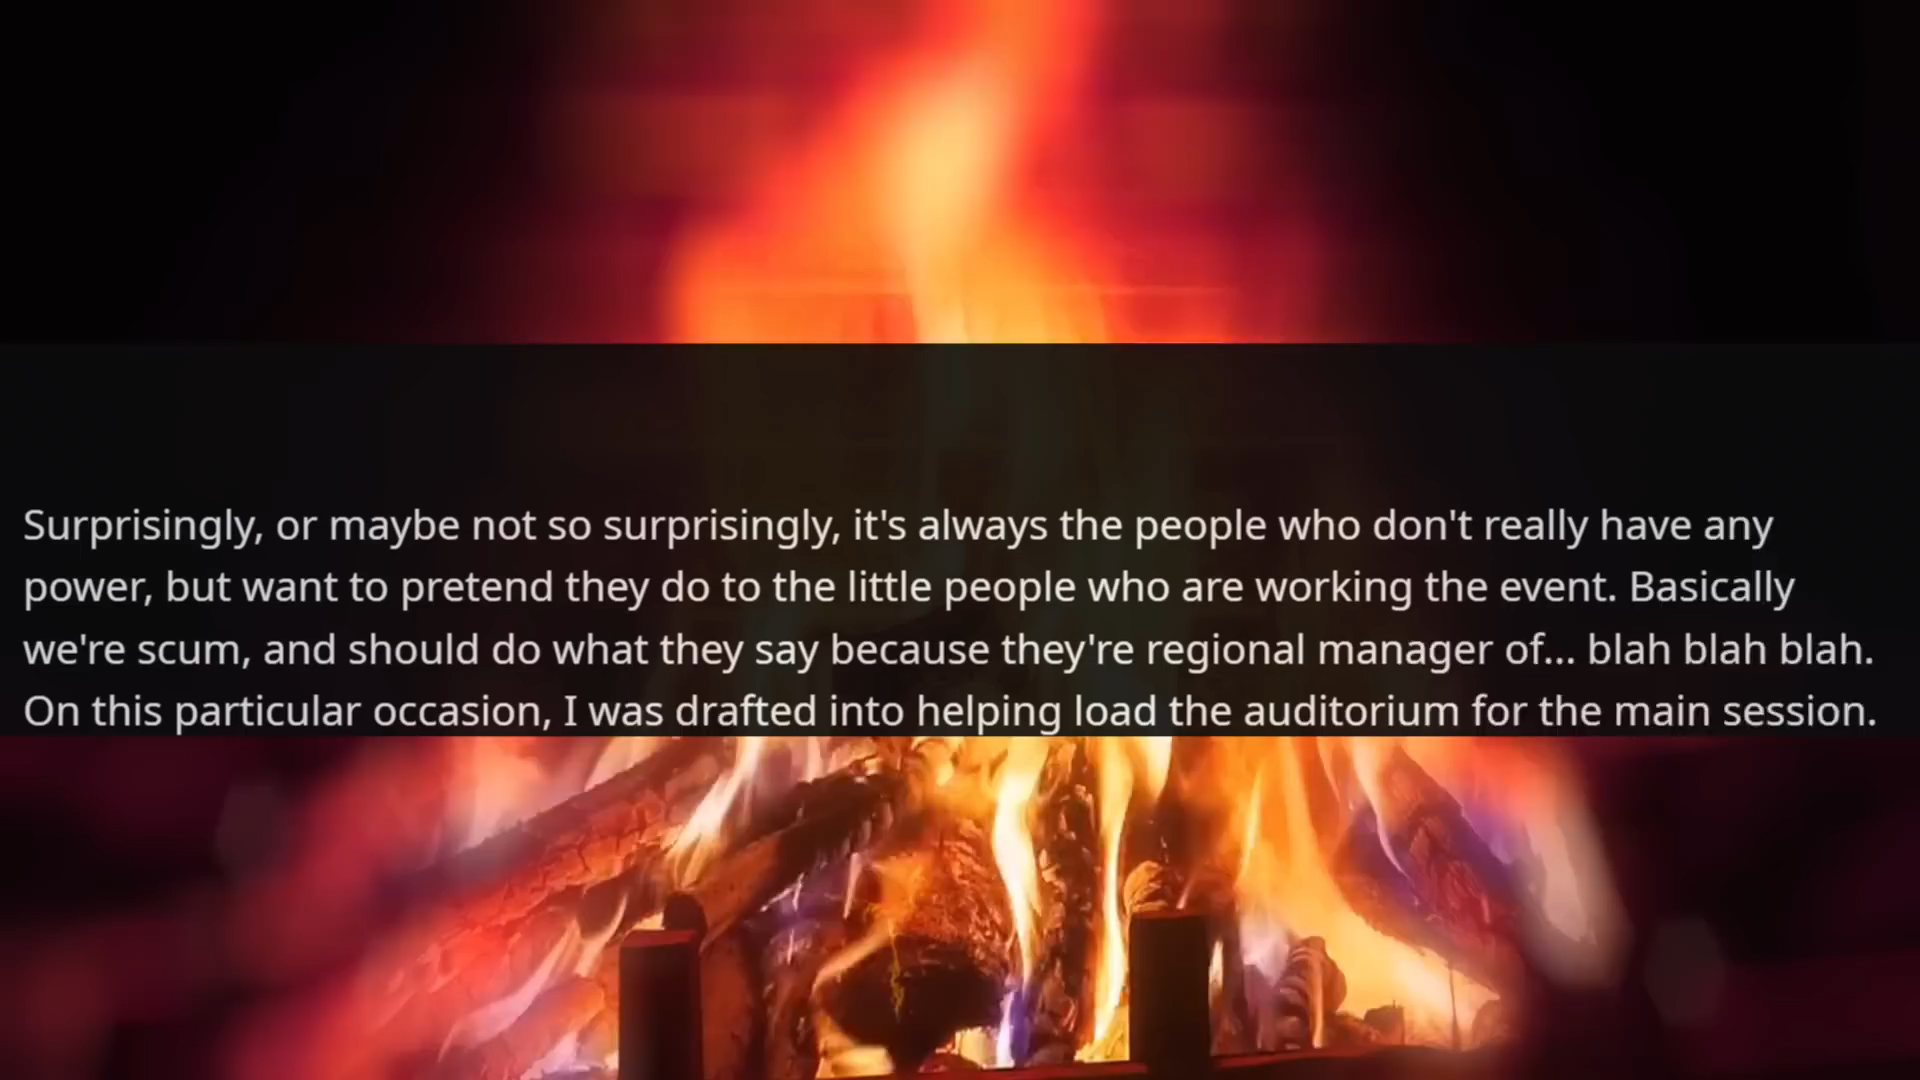 Surprisingly, or maybe not so surprisingly, it's always the people who don't really have any
power, but want to pretend they do to the little people who are working the event. Basically
we're scum, and should do what they say because they're regional manager of... blah blah blah.
On this particular occasion, I was drafted into helping load the auditorium for the main session.